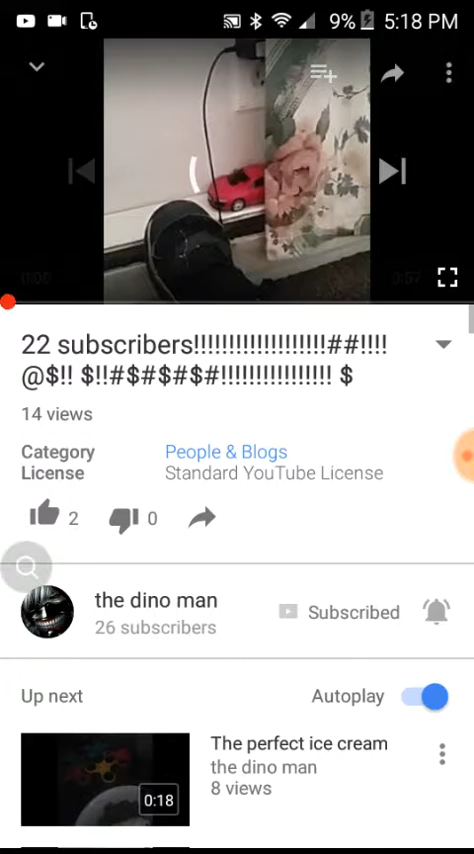 9% 5:18 PM
0:00 0:57
22 subscribers!!!!!!!!!!!!!!!!!!!##!!!!
@$!! $!!#$#$#$#!!!!!!!!!!!!!!!! $
14 views
Category People & Blogs
License Standard YouTube License
2 0
the dino man Subscribed
26 subscribers
Up next Autoplay
The perfect ice cream
the dino man
0:18 8 views